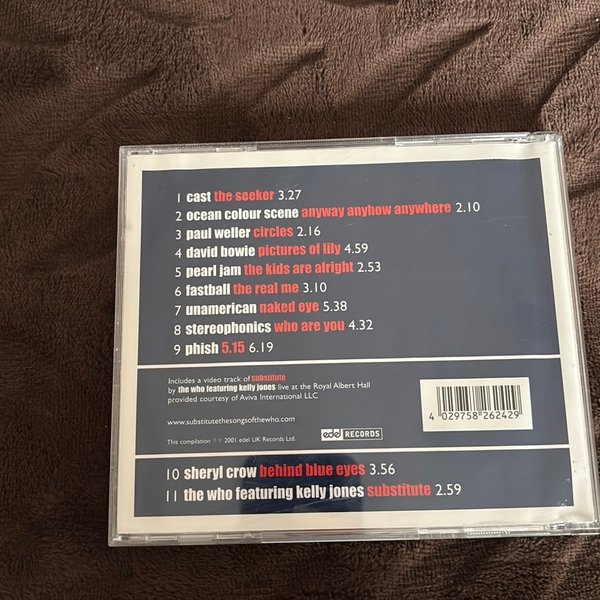 1 cast the seeker 3.27
2 ocean colour scene anyway anyhow anywhere 2.10
3 paul weller circles 2.16
4 david bowie pictures of lily 4.59
5 pearl jam the kids are alright 2.53
6 fastball the real me 3.10
7 unamerican naked eye 5.38
8 stereophonics who are you 4.32
9 phish 5.15 6.19
Includes a video track of substitute
by the who featuring kelly jones live at the Royal Albert Hall
provided courtesy of Aviva International LLC
www.substitutethesongsofthewho.com
This compilation ℗ © 2001 edel UK Records Ltd.
edel RECORDS
4 029758 262429
10 sheryl crow behind blue eyes 3.56
11 the who featuring kelly jones substitute 2.59